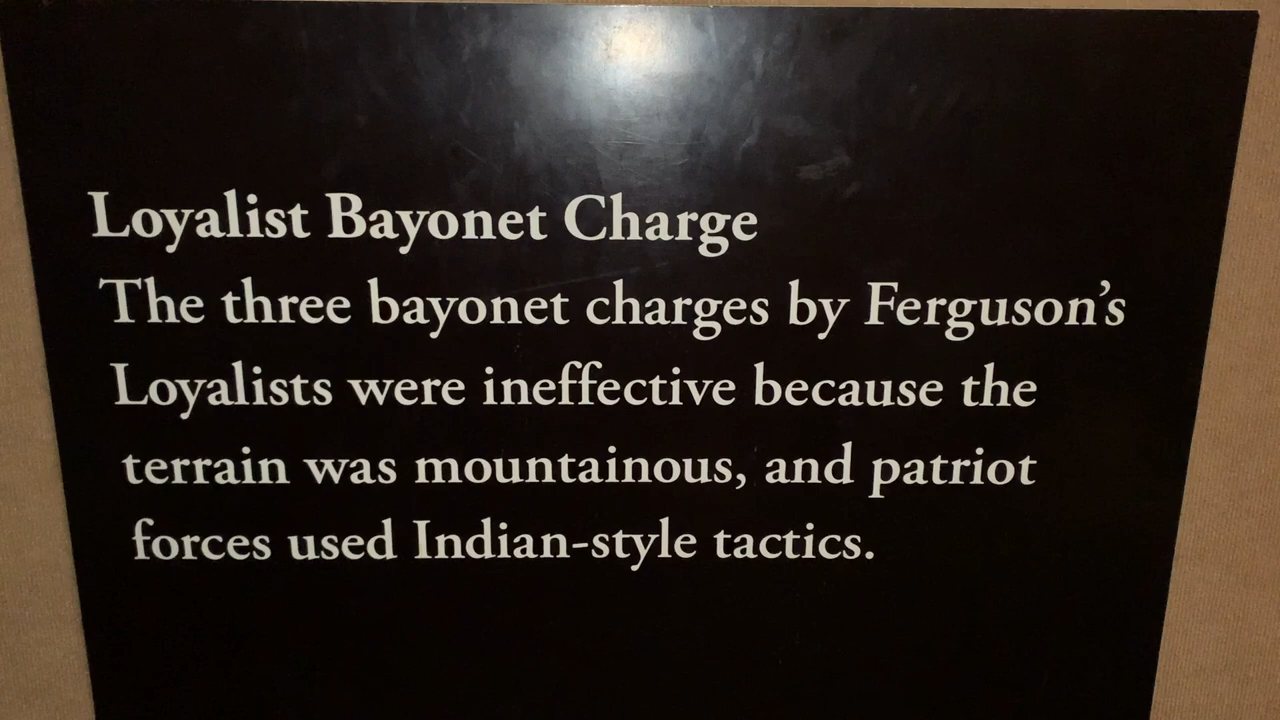 Loyalist Bayonet Charge
The three bayonet charges by Ferguson’s
Loyalists were ineffective because the
terrain was mountainous, and patriot
forces used Indian-style tactics.